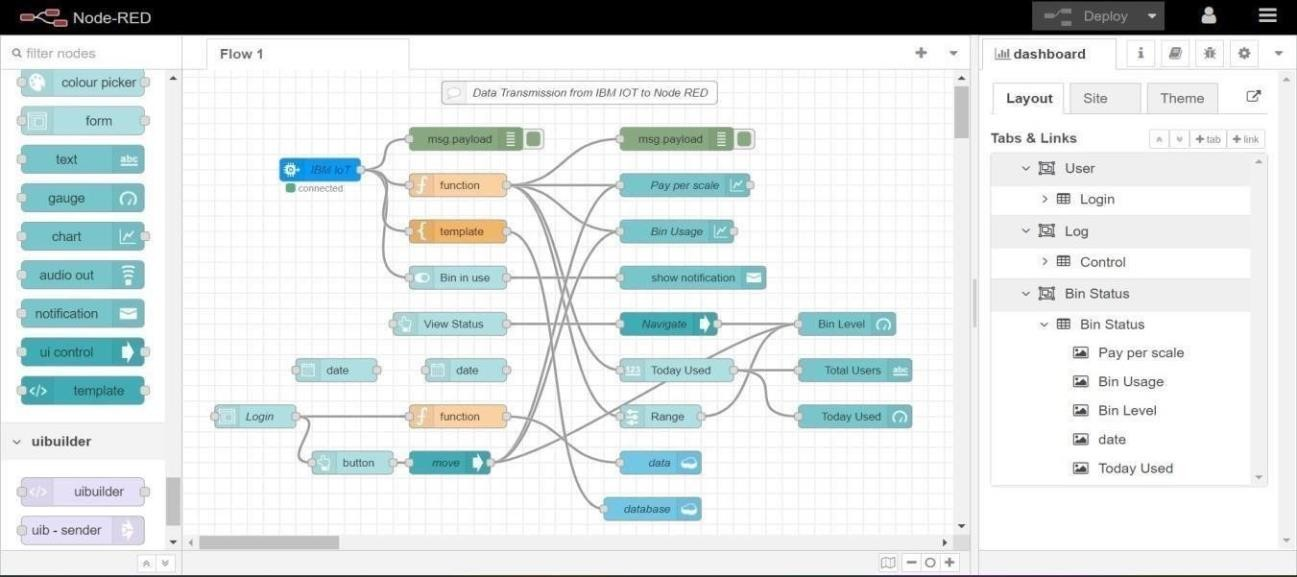 Node-RED
Deploy
filter nodes
Flow 1
dashboard
i
colour picker
form
text
abc
gauge
chart
audio out
notification
ui control
</> template
uibuilder
</> uibuilder
uib - sender
Data Transmission from IBM IOT to Node RED
msg.payload
msg.payload
IBM IoT
connected
f function
Pay per scale
{ template
Bin Usage
Bin in use
show notification
View Status
Navigate
Bin Level
date
date
123 Today Used
Total Users abc
Login
f function
Range
Today Used
button
move
data
database
Layout
Site
Theme
Tabs & Links
+ tab
+ link
User
Login
Log
Control
Bin Status
Bin Status
Pay per scale
Bin Usage
Bin Level
date
Today Used